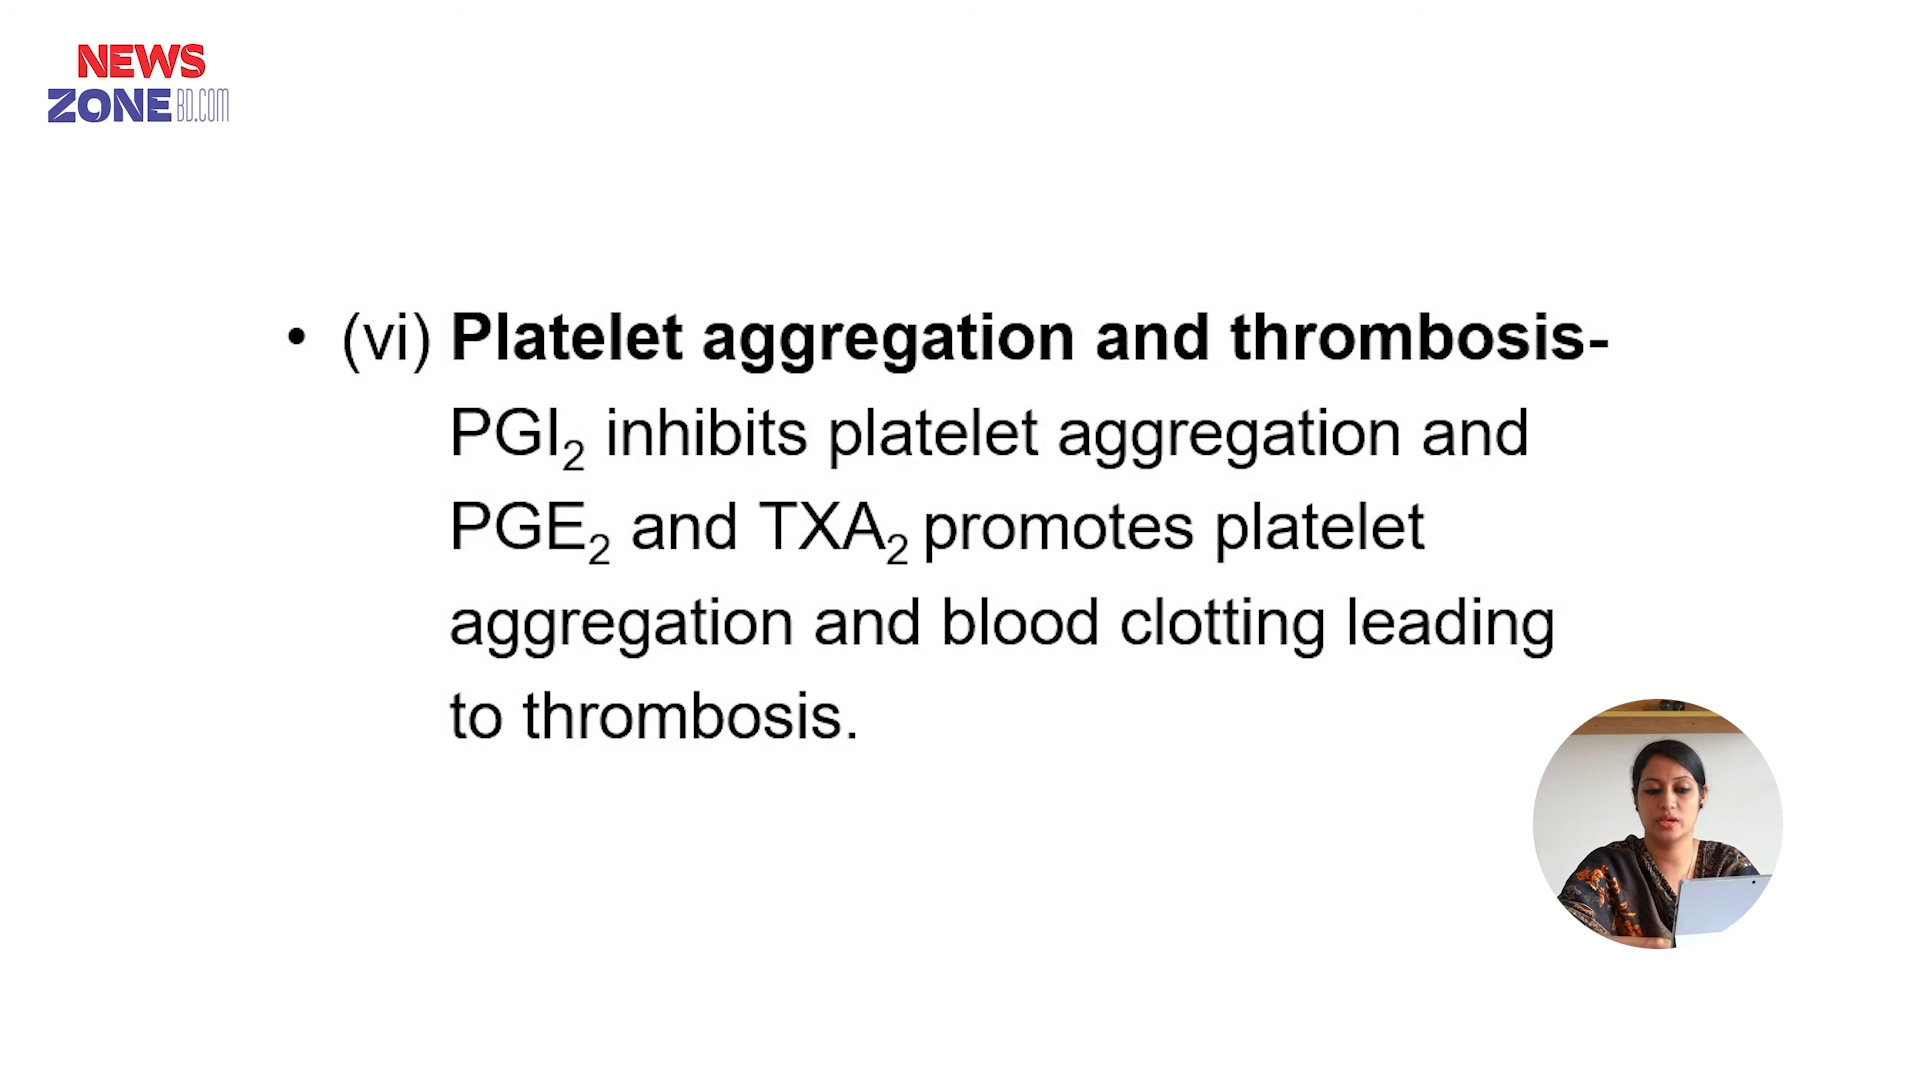 NEWS
ZONE BD.COM
• (vi) Platelet aggregation and thrombosis-
PGI₂ inhibits platelet aggregation and
PGE₂ and TXA₂ promotes platelet
aggregation and blood clotting leading
to thrombosis.